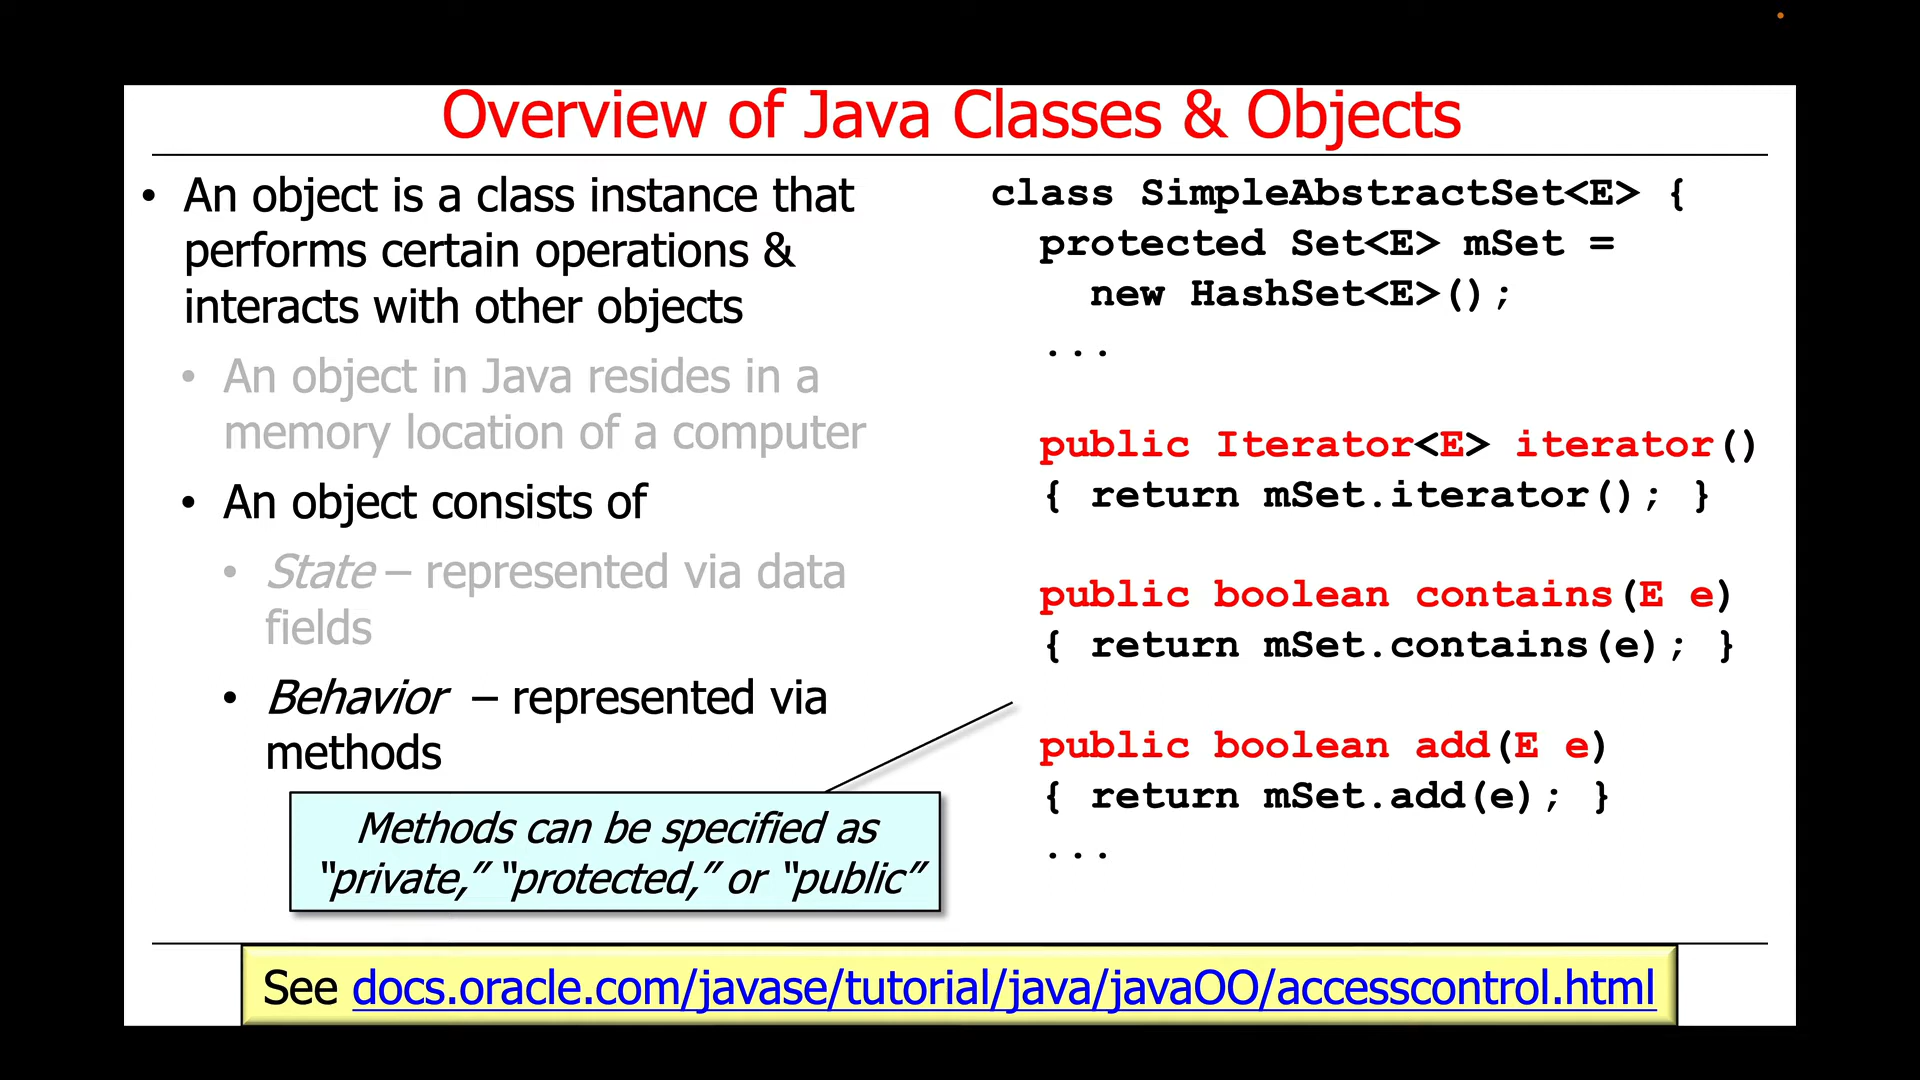 Overview of Java Classes & Objects
• An object is a class instance that
performs certain operations &
interacts with other objects
• An object in Java resides in a
memory location of a computer
• An object consists of
• State – represented via data
fields
• Behavior – represented via
methods
Methods can be specified as
“private,” “protected,” or “public”
class SimpleAbstractSet<E> {
protected Set<E> mSet =
new HashSet<E>();
...
public Iterator<E> iterator()
{ return mSet.iterator(); }
public boolean contains(E e)
{ return mSet.contains(e); }
public boolean add(E e)
{ return mSet.add(e); }
...
See docs.oracle.com/javase/tutorial/java/javaOO/accesscontrol.html